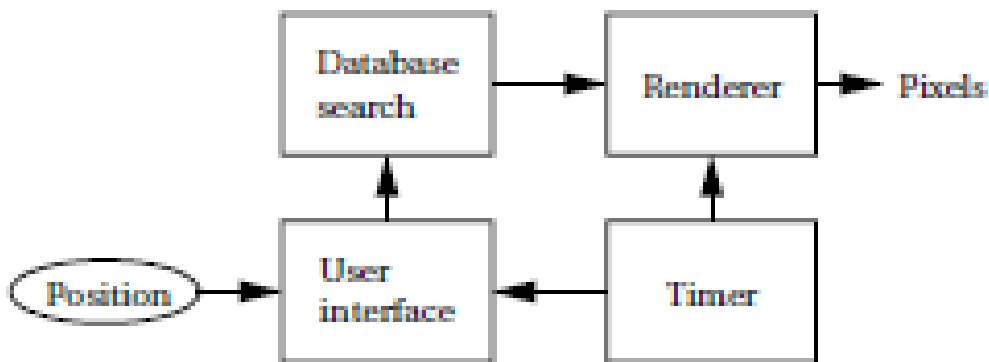 Database
search
Renderer
Pixels
Position
User
interface
Timer